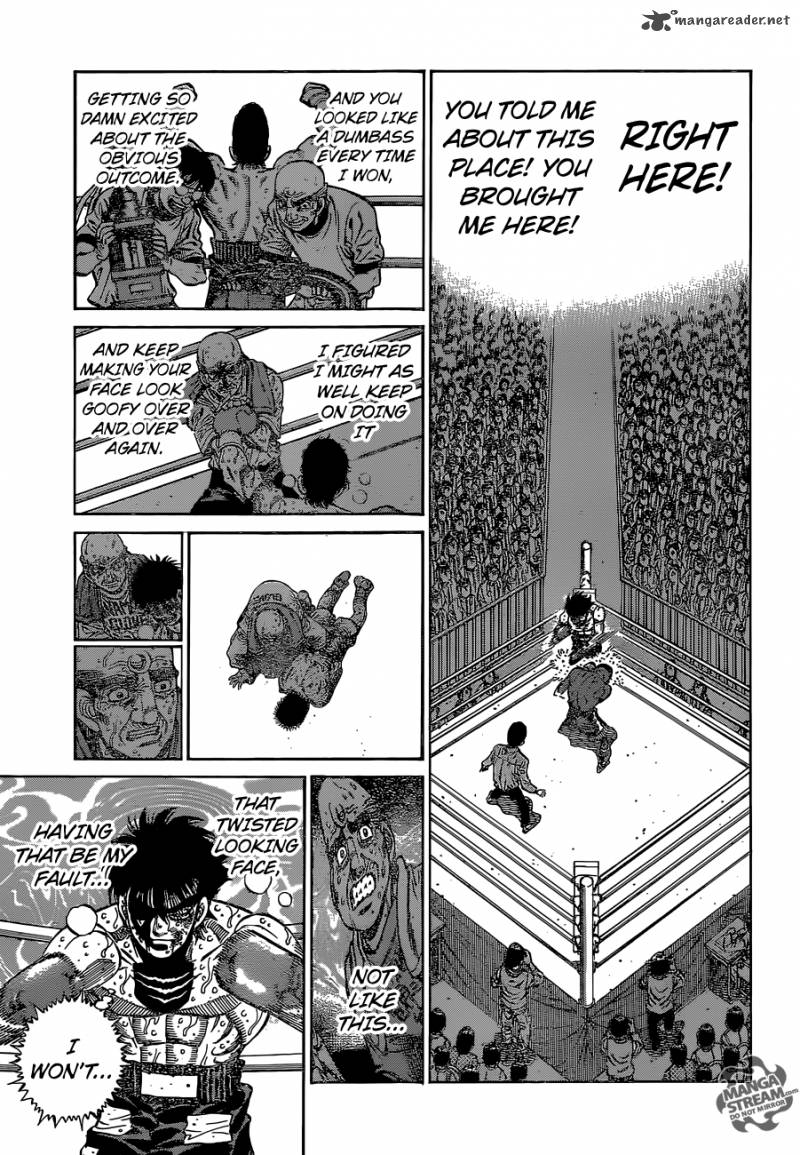 mangareader.net
RIGHT
HERE!
YOU TOLD ME
ABOUT THIS
PLACE! YOU
BROUGHT
ME HERE!
AND YOU
LOOKED LIKE
A DUMBASS
EVERY TIME
I WON,
GETTING SO
DAMN EXCITED
ABOUT THE
OBVIOUS
OUTCOME.
I FIGURED
I MIGHT AS
WELL KEEP
ON DOING
IT
AND KEEP
MAKING YOUR
FACE LOOK
GOOFY OVER
AND OVER
AGAIN.
NOT
LIKE
THIS...
THAT
TWISTED
LOOKING
FACE,
HAVING
THAT BE MY
FAULT...
I
WON'T...
MANGA
STREAM.com
DO NOT MIRROR